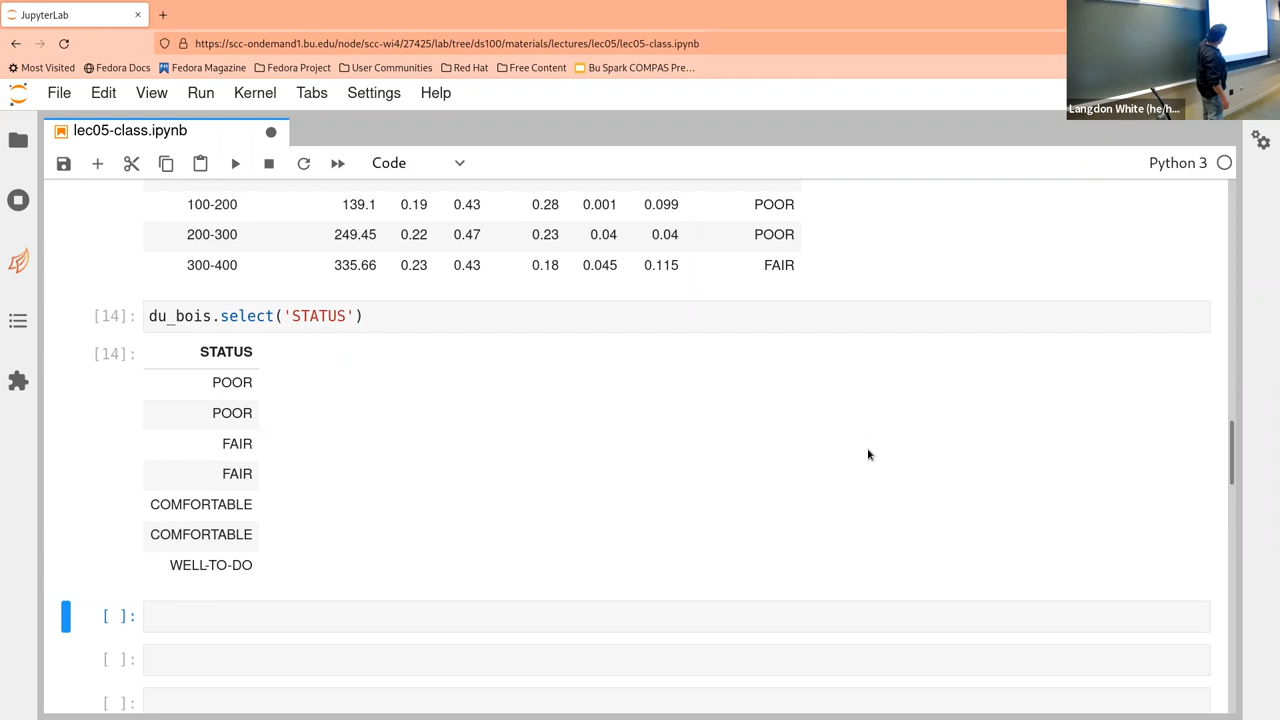 JupyterLab
https://scc-ondemand1.bu.edu/node/scc-wi4/27425/lab/tree/ds100/materials/lectures/lec05/lec05-class.ipynb
Most Visited Fedora Docs Fedora Magazine Fedora Project User Communities Red Hat Free Content Bu Spark COMPAS Pre…
Langdon White (he/h...
File Edit View Run Kernel Tabs Settings Help
lec05-class.ipynb
Code Python 3
100-200 139.1 0.19 0.43 0.28 0.001 0.099 POOR
200-300 249.45 0.22 0.47 0.23 0.04 0.04 POOR
300-400 335.66 0.23 0.43 0.18 0.045 0.115 FAIR
[14]: du_bois.select('STATUS')
[14]: STATUS
POOR
POOR
FAIR
FAIR
COMFORTABLE
COMFORTABLE
WELL-TO-DO
[ ]:
[ ]:
[ ]: